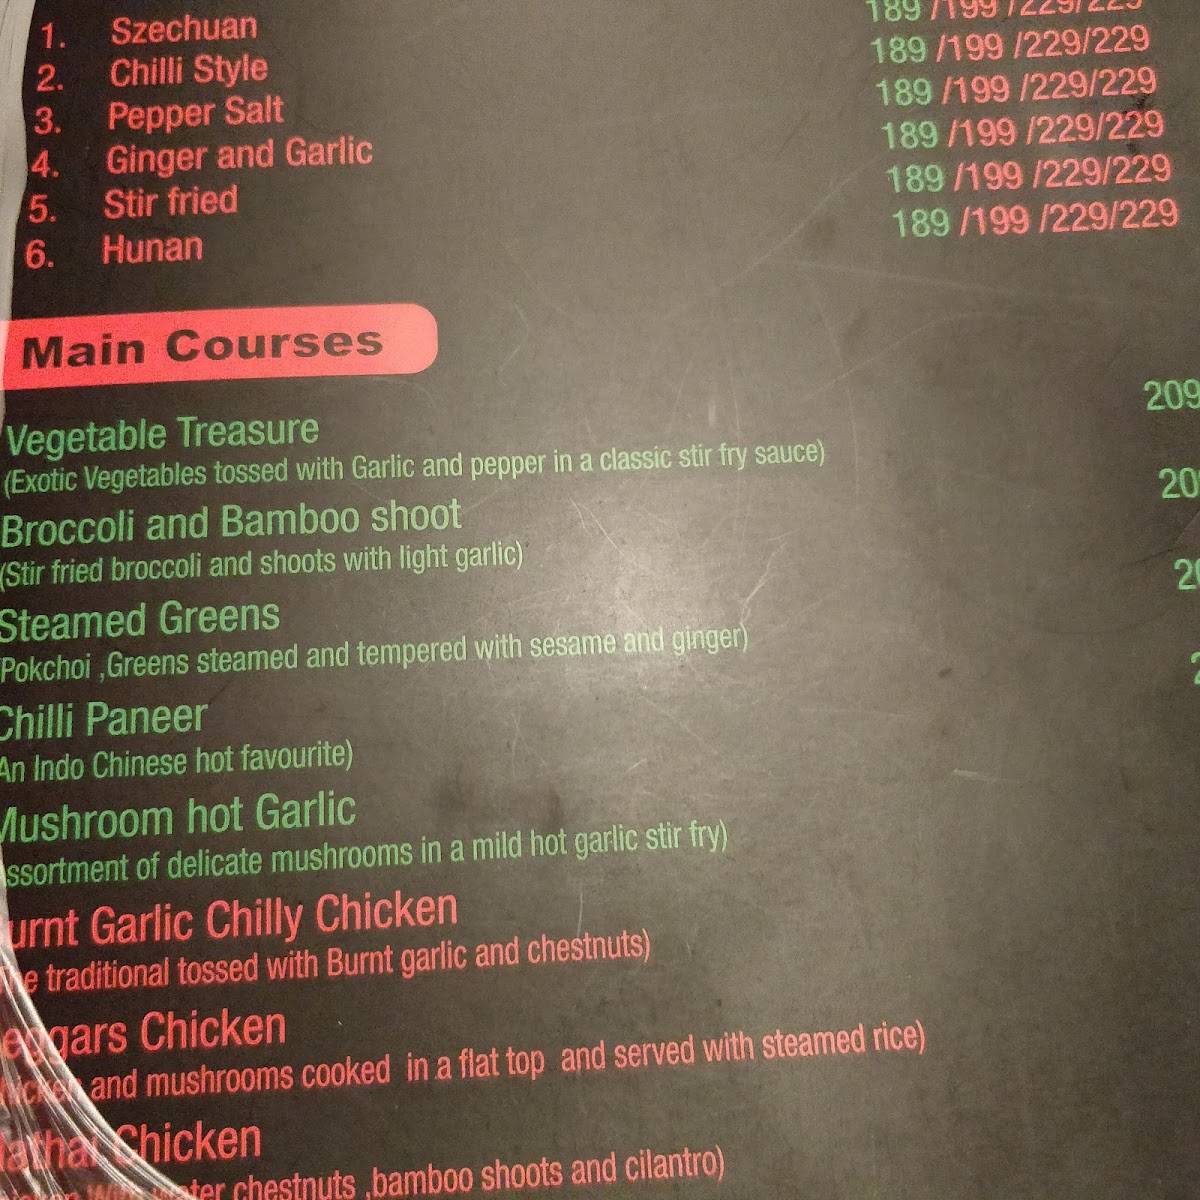 189 /199 /229/229
1. Szechuan 189 /199 /229/229
2. Chilli Style 189 /199 /229/229
3. Pepper Salt 189 /199 /229/229
4. Ginger and Garlic 189 /199 /229/229
5. Stir fried 189 /199 /229/229
6. Hunan
Main Courses
Vegetable Treasure 209
(Exotic Vegetables tossed with Garlic and pepper in a classic stir fry sauce)
Broccoli and Bamboo shoot
(Stir fried broccoli and shoots with light garlic)
Steamed Greens
Pokchoi ,Greens steamed and tempered with sesame and ginger)
Chilli Paneer
An Indo Chinese hot favourite)
Mushroom hot Garlic
ssortment of delicate mushrooms in a mild hot garlic stir fry)
urnt Garlic Chilly Chicken
traditional tossed with Burnt garlic and chestnuts)
eggars Chicken
and mushrooms cooked in a flat top and served with steamed rice)
Chicken
chestnuts ,bamboo shoots and cilantro)